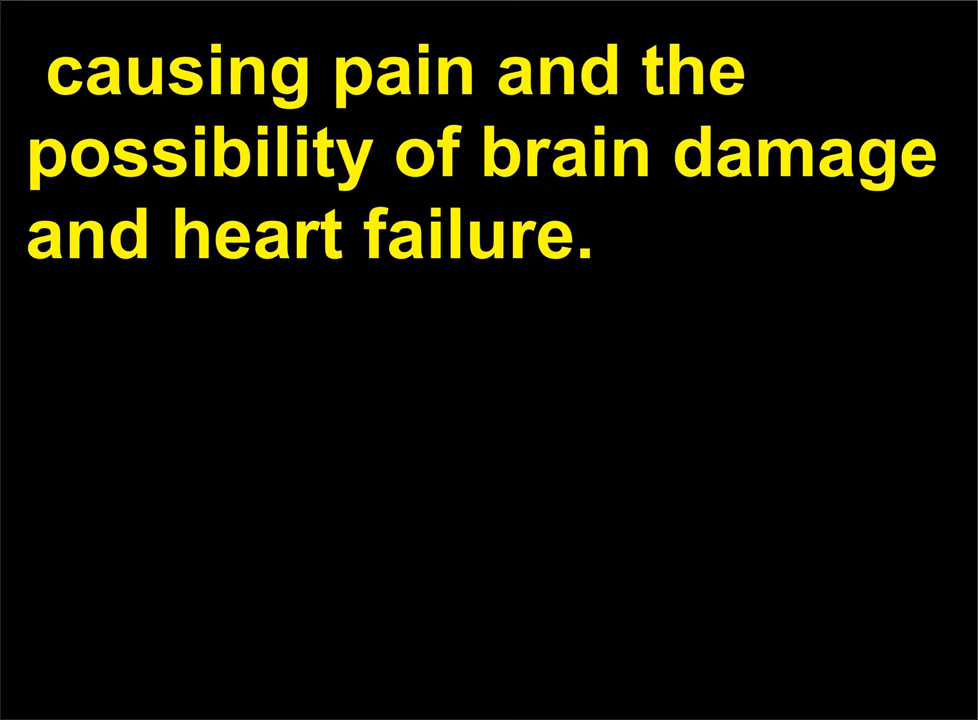 causing pain and the
possibility of brain damage
and heart failure.